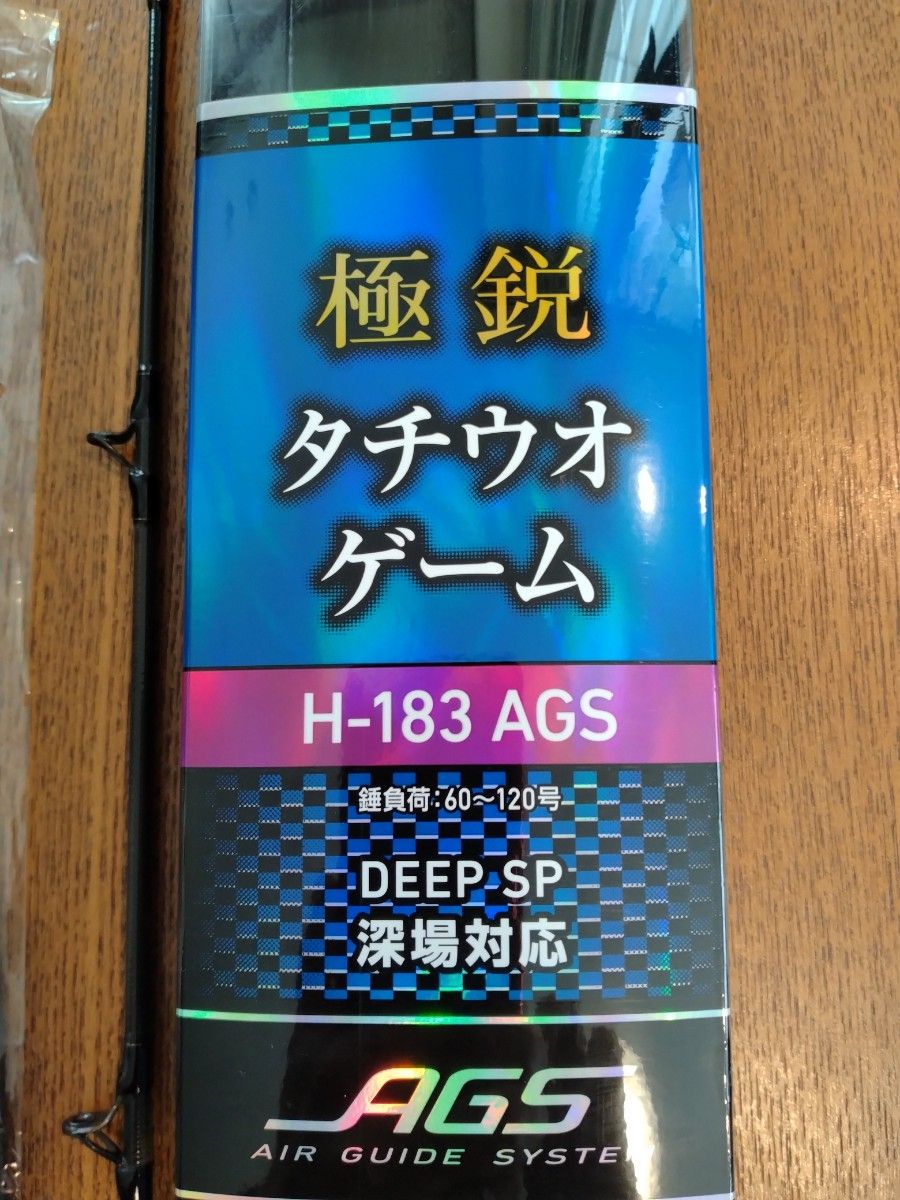 極鋭
タチウオ
ゲーム
H-183 AGS
錘負荷:60〜120号
DEEP SP
深場対応
AGS
AIR GUIDE SYSTE